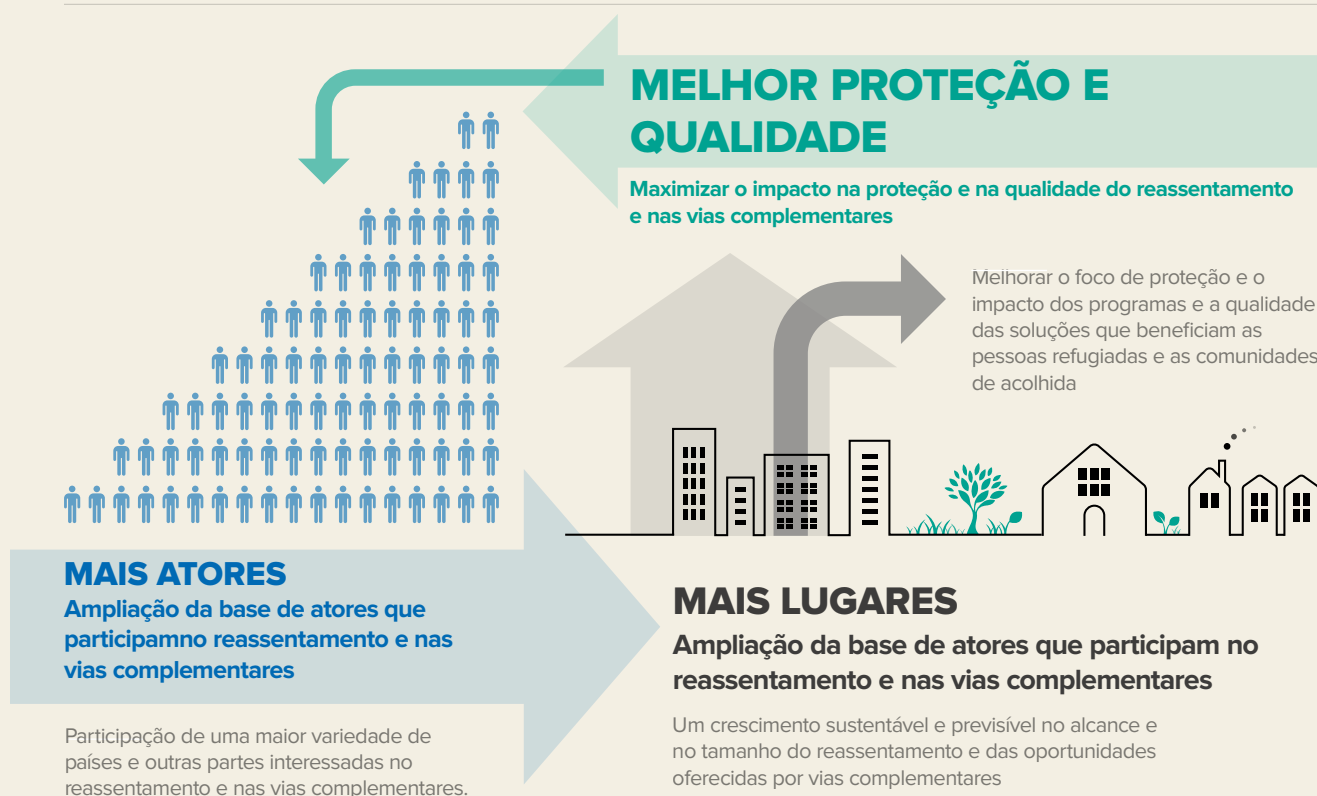 MELHOR PROTEÇÃO E
QUALIDADE
Maximizar o impacto na proteção e na qualidade do reassentamento
e nas vias complementares
Melhorar o foco de proteção e o
impacto dos programas e a qualidade
das soluções que beneficiam as
pessoas refugiadas e as comunidades
de acolhida
MAIS ATORES
Ampliação da base de atores que
participamno reassentamento e nas
vias complementares
Participação de uma maior variedade de
países e outras partes interessadas no
reassentamento e nas vias complementares.
MAIS LUGARES
Ampliação da base de atores que participam no
reassentamento e nas vias complementares
Um crescimento sustentável e previsível no alcance e
no tamanho do reassentamento e das oportunidades
oferecidas por vias complementares